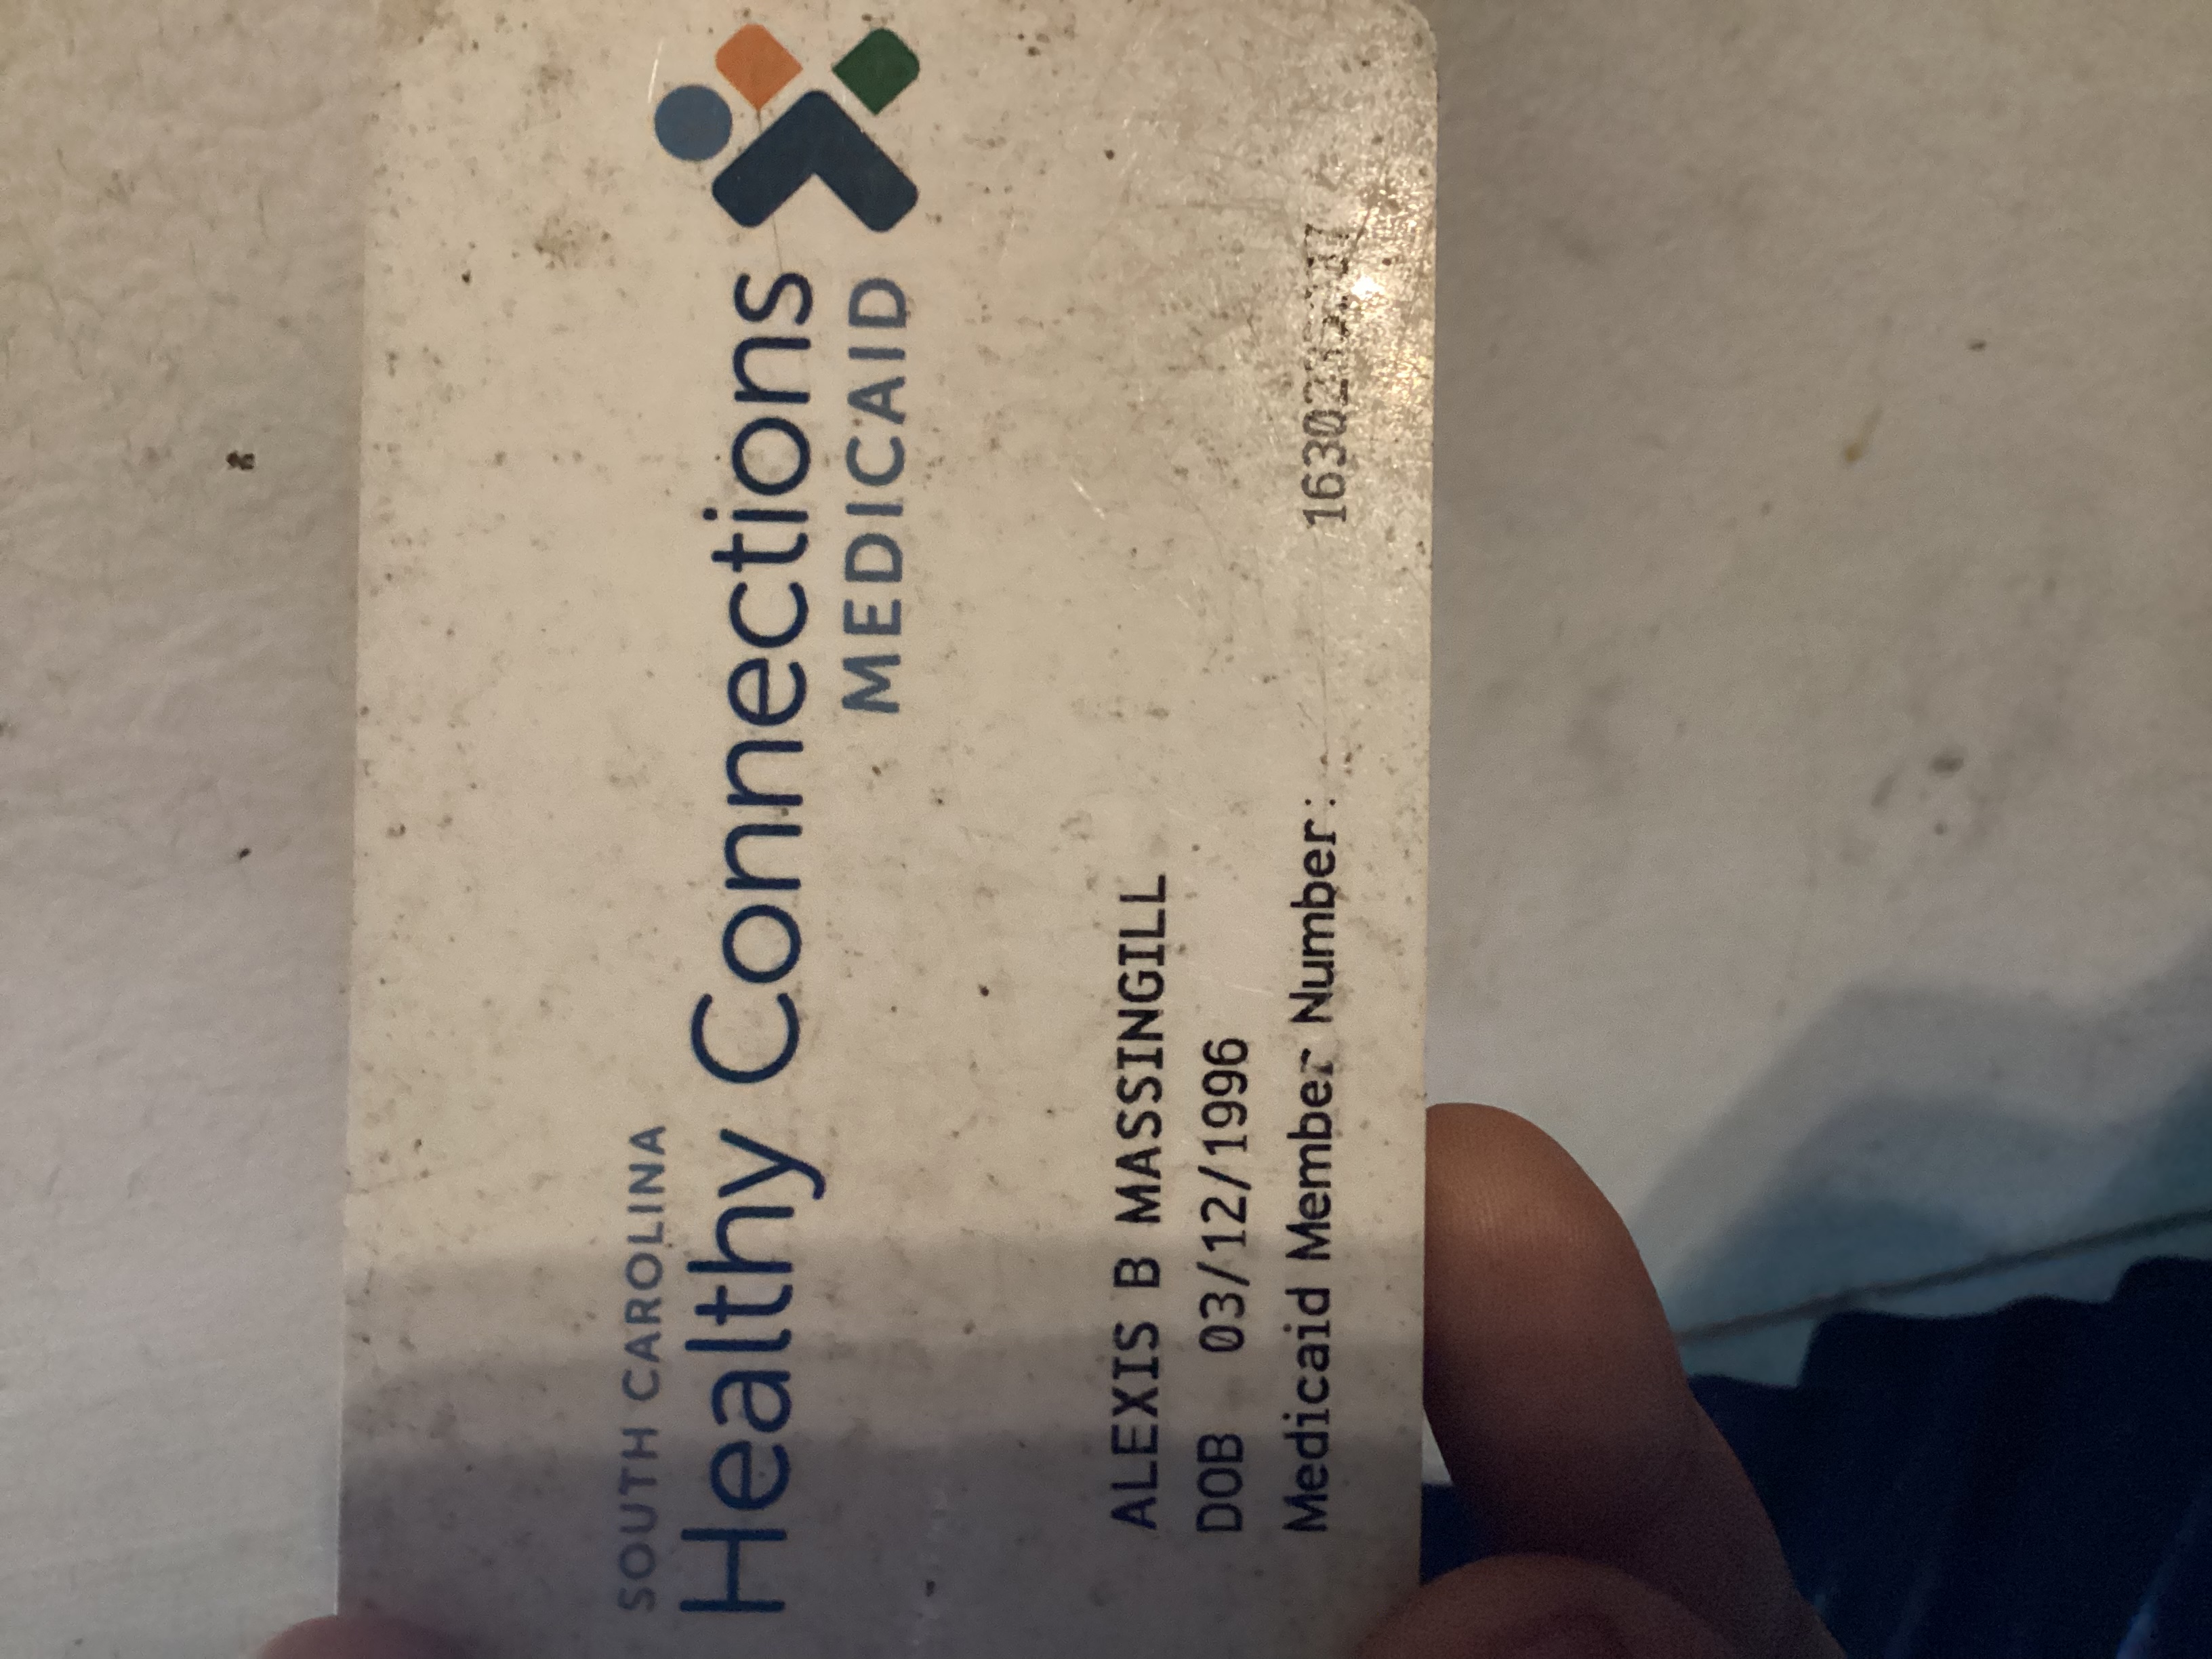 SOUTH CAROLINA
Healthy Connections
MEDICAID
ALEXIS B MASSINGILL
DOB 03/12/1996
Medicaid Member Number: